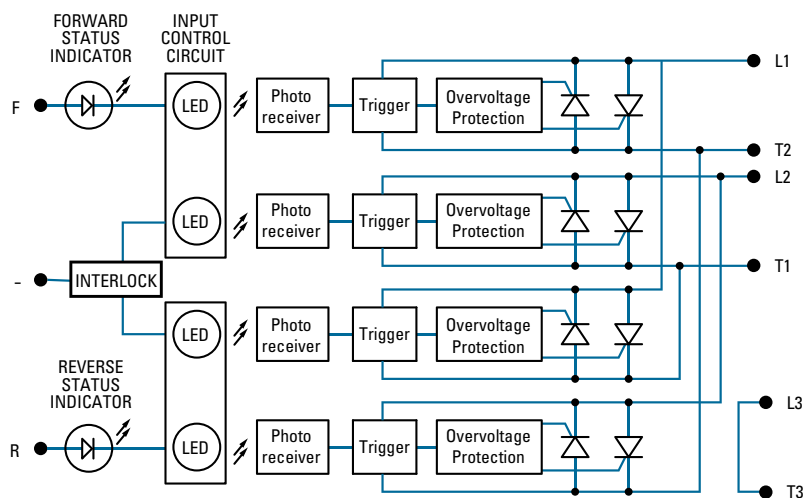 FORWARD
STATUS
INDICATOR
INPUT
CONTROL
CIRCUIT
F
LED
Photo
receiver
Trigger
Overvoltage
Protection
L1
T2
L2
LED
Photo
receiver
Trigger
Overvoltage
Protection
T1
-
INTERLOCK
LED
Photo
receiver
Trigger
Overvoltage
Protection
REVERSE
STATUS
INDICATOR
L3
R
LED
Photo
receiver
Trigger
Overvoltage
Protection
T3